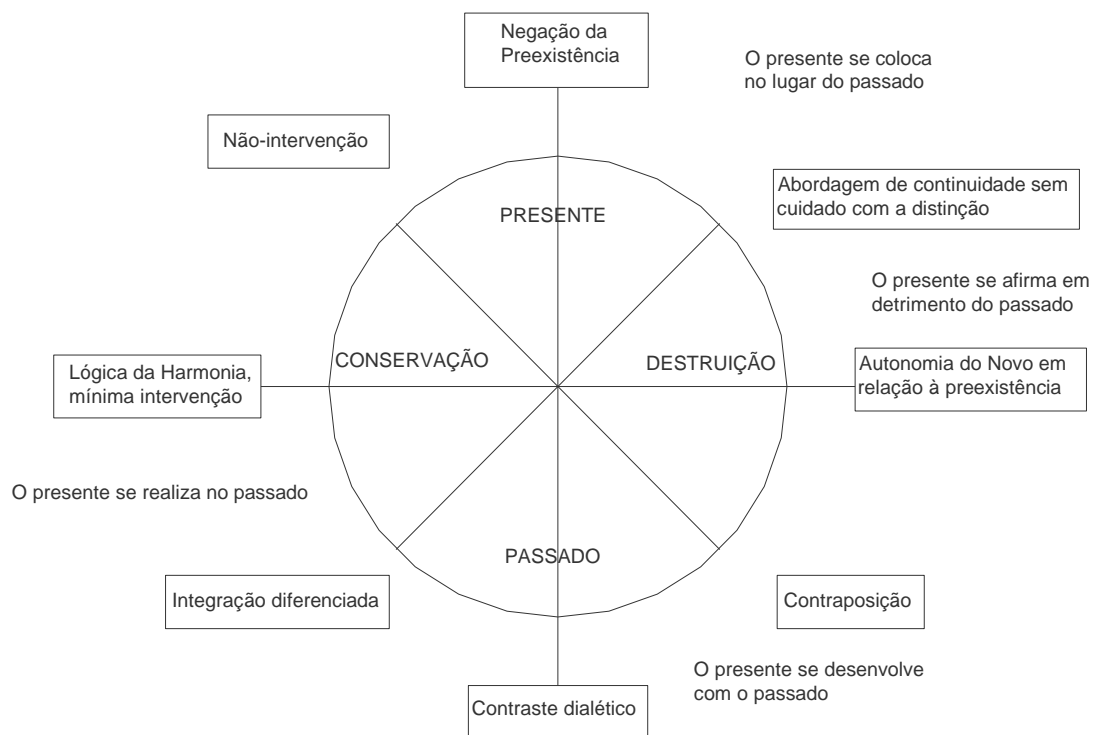 Negação da
Preexistência
O presente se coloca
no lugar do passado
Não-intervenção
Abordagem de continuidade sem
cuidado com a distinção
PRESENTE
O presente se afirma em
detrimento do passado
CONSERVAÇÃO
DESTRUIÇÃO
Lógica da Harmonia,
mínima intervenção
Autonomia do Novo em
relação à preexistência
O presente se realiza no passado
PASSADO
Integração diferenciada
Contraposição
O presente se desenvolve
com o passado
Contraste dialético